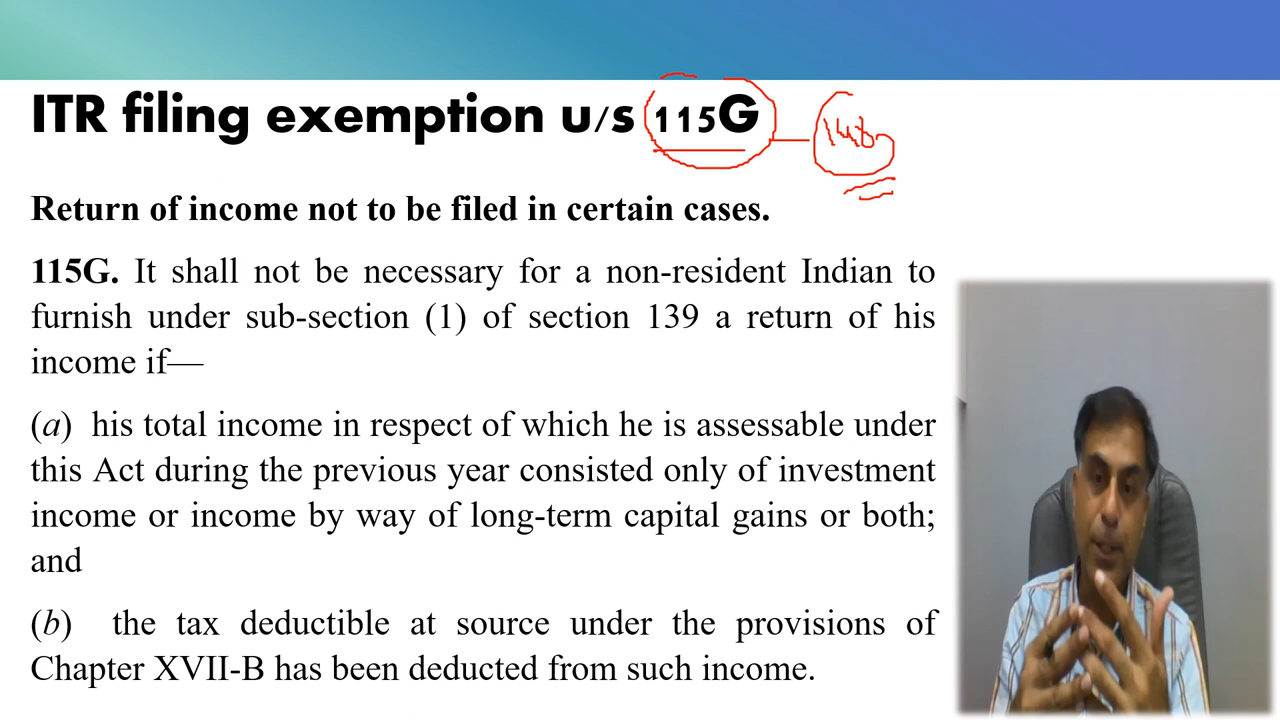 ITR filing exemption u/s 115G
148
Return of income not to be filed in certain cases.
115G. It shall not be necessary for a non-resident Indian to
furnish under sub-section (1) of section 139 a return of his
income if—
(a) his total income in respect of which he is assessable under
this Act during the previous year consisted only of investment
income or income by way of long-term capital gains or both;
and
(b) the tax deductible at source under the provisions of
Chapter XVII-B has been deducted from such income.